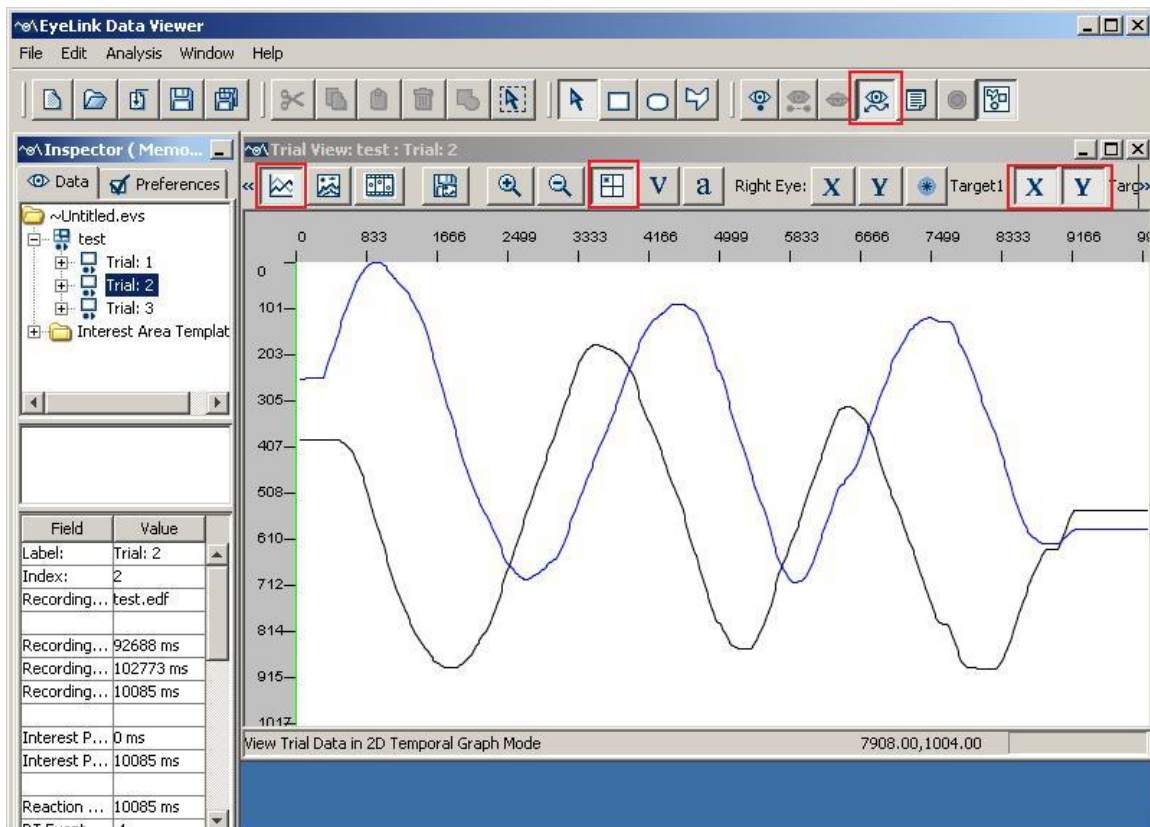 EyeLink Data Viewer
File Edit Analysis Window Help
Inspector ( Memo...
Data Preferences
~Untitled.evs
test
Trial: 1
Trial: 2
Trial: 3
Interest Area Templat
Field Value
Label: Trial: 2
Index: 2
Recording... test.edf
Recording... 92688 ms
Recording... 102773 ms
Recording... 10085 ms
Interest P... 0 ms
Interest P... 10085 ms
Reaction ... 10085 ms
Trial View: test : Trial: 2
V a Right Eye: X Y Target1 X Y Targ
0 833 1666 2499 3333 4166 4999 5833 6666 7499 8333 9166
0
101
203
305
407
508
610
712
814
915
1017
View Trial Data in 2D Temporal Graph Mode 7908.00,1004.00